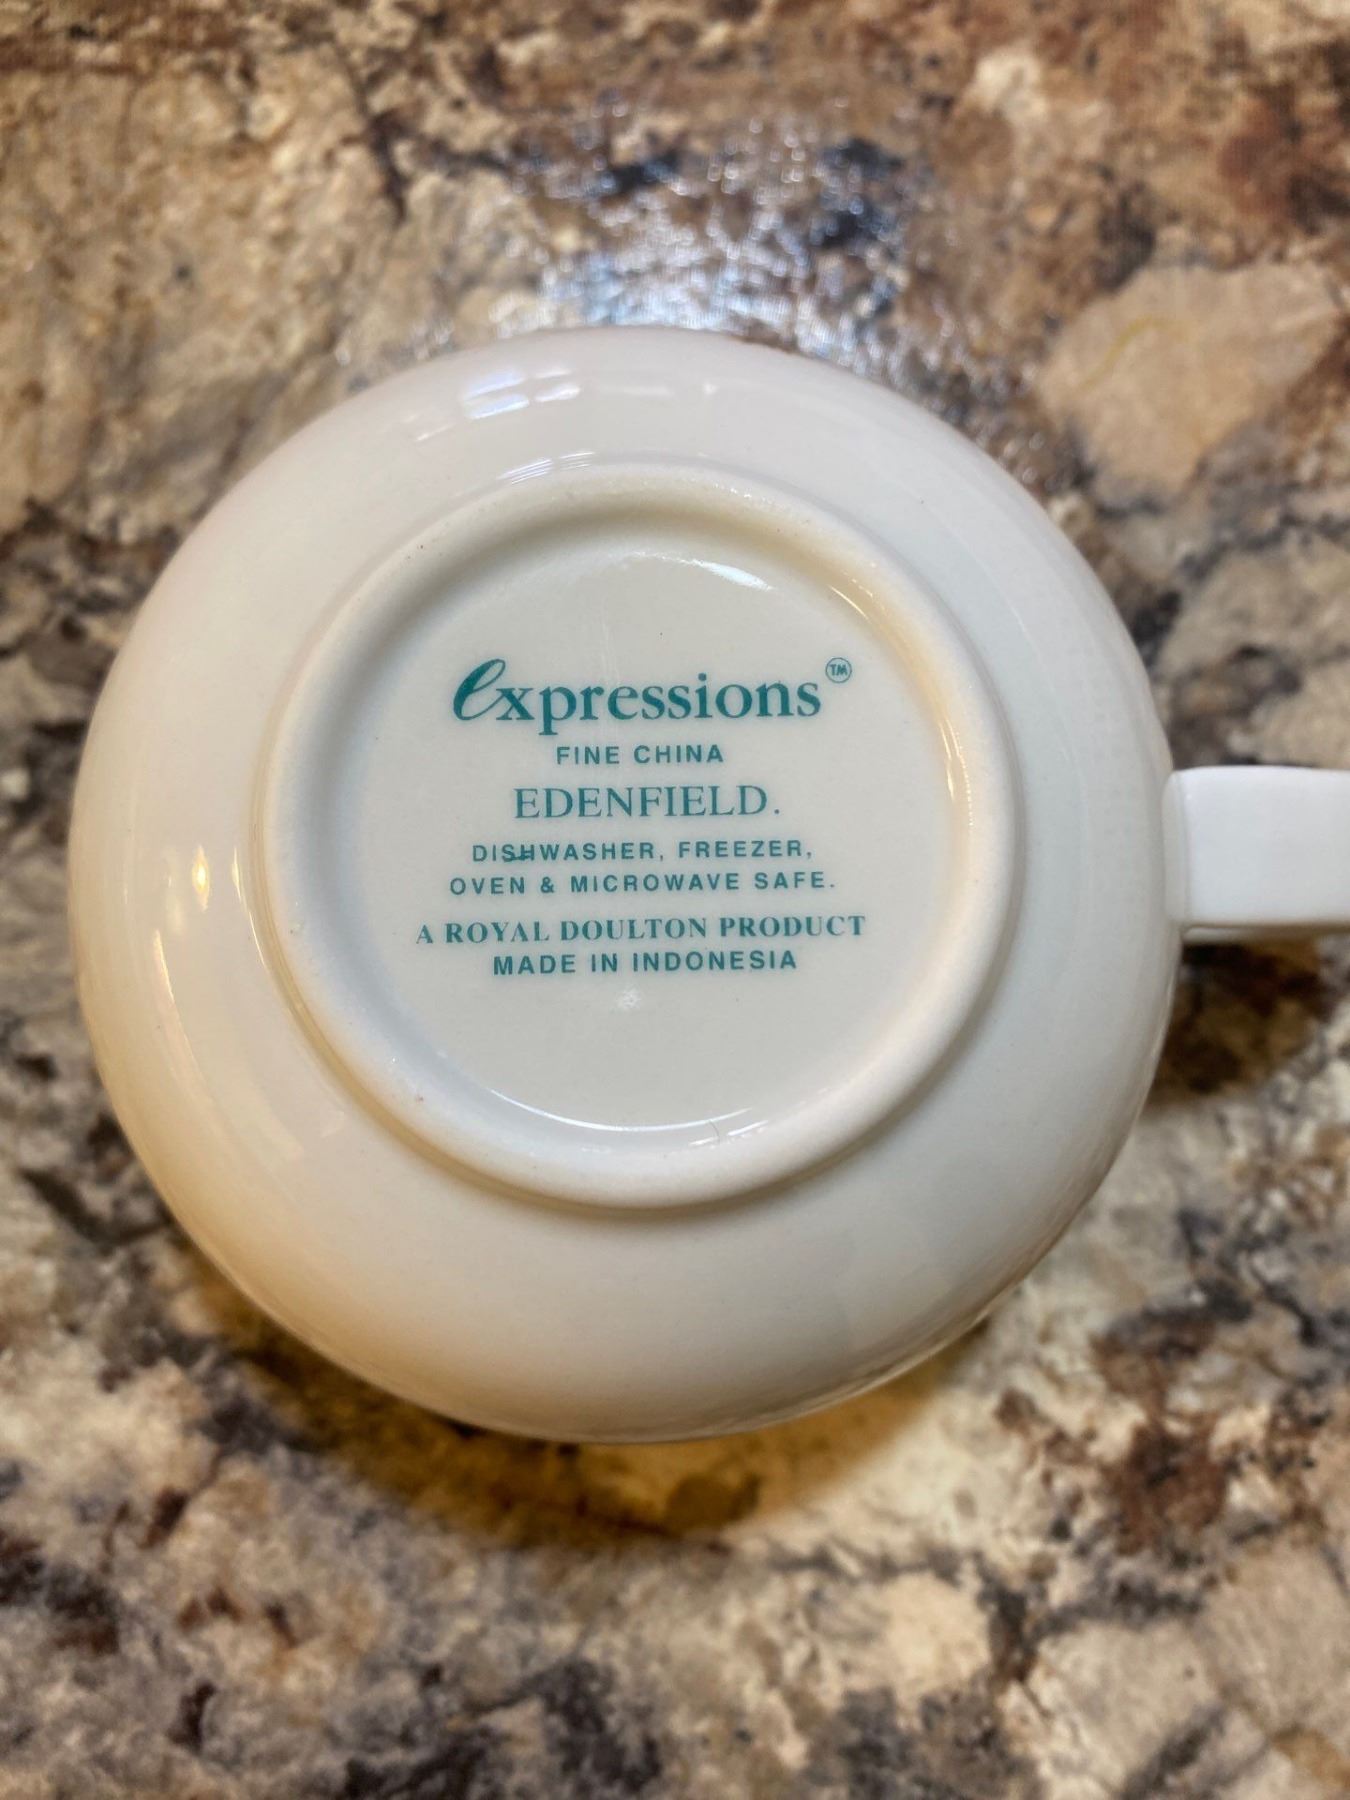 expressions™
FINE CHINA
EDENFIELD.
DISHWASHER, FREEZER,
OVEN & MICROWAVE SAFE.
A ROYAL DOULTON PRODUCT
MADE IN INDONESIA